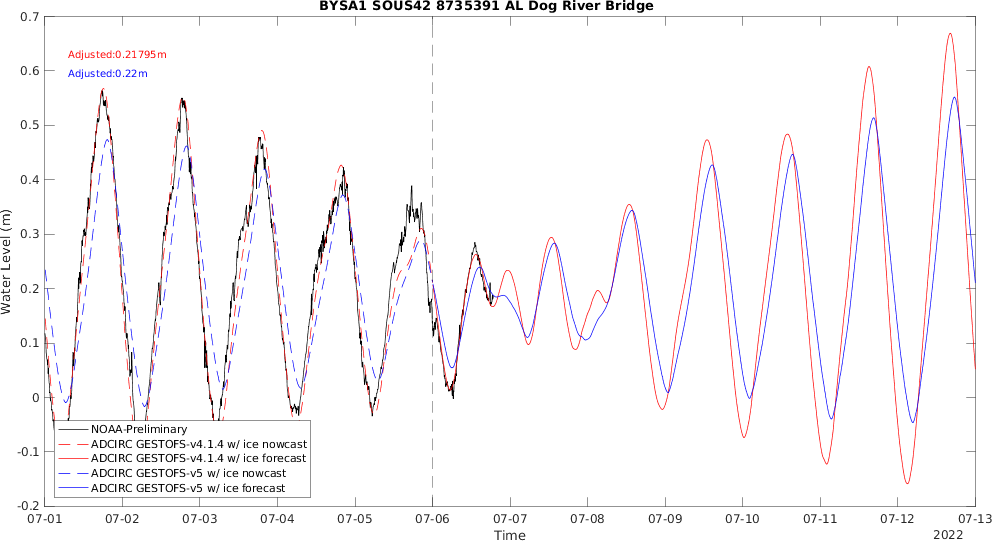 BYSA1 SOUS42 8735391 AL Dog River Bridge
Adjusted:0.21795m
Adjusted:0.22m
Water Level (m)
0.7
0.6
0.5
0.4
0.3
0.2
0.1
0
-0.1
-0.2
NOAA-Preliminary
ADCIRC GESTOFS-v4.1.4 w/ ice nowcast
ADCIRC GESTOFS-v4.1.4 w/ ice forecast
ADCIRC GESTOFS-v5 w/ ice nowcast
ADCIRC GESTOFS-v5 w/ ice forecast
07-01 07-02 07-03 07-04 07-05 07-06 07-07 07-08 07-09 07-10 07-11 07-12 07-13
Time
2022